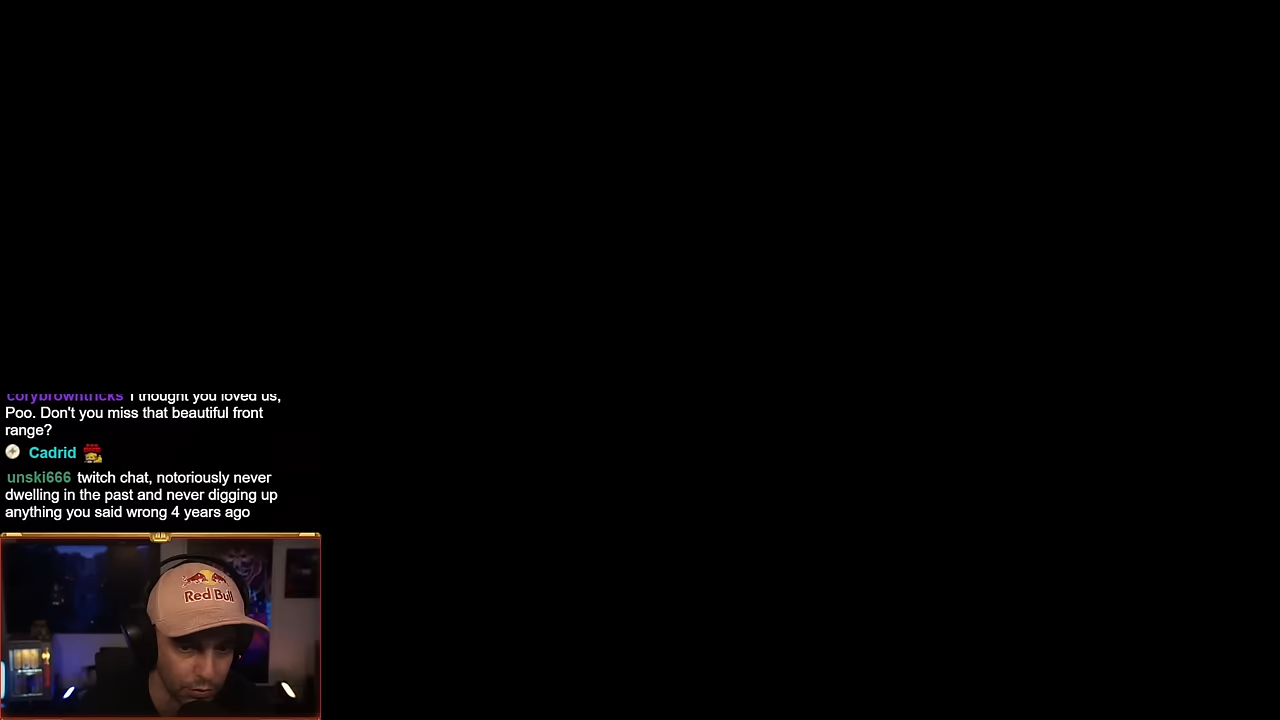 corybrowntricks I thought you loved us,
Poo. Don't you miss that beautiful front
range?
Cadrid
unski666 twitch chat, notoriously never
dwelling in the past and never digging up
anything you said wrong 4 years ago
Red Bull